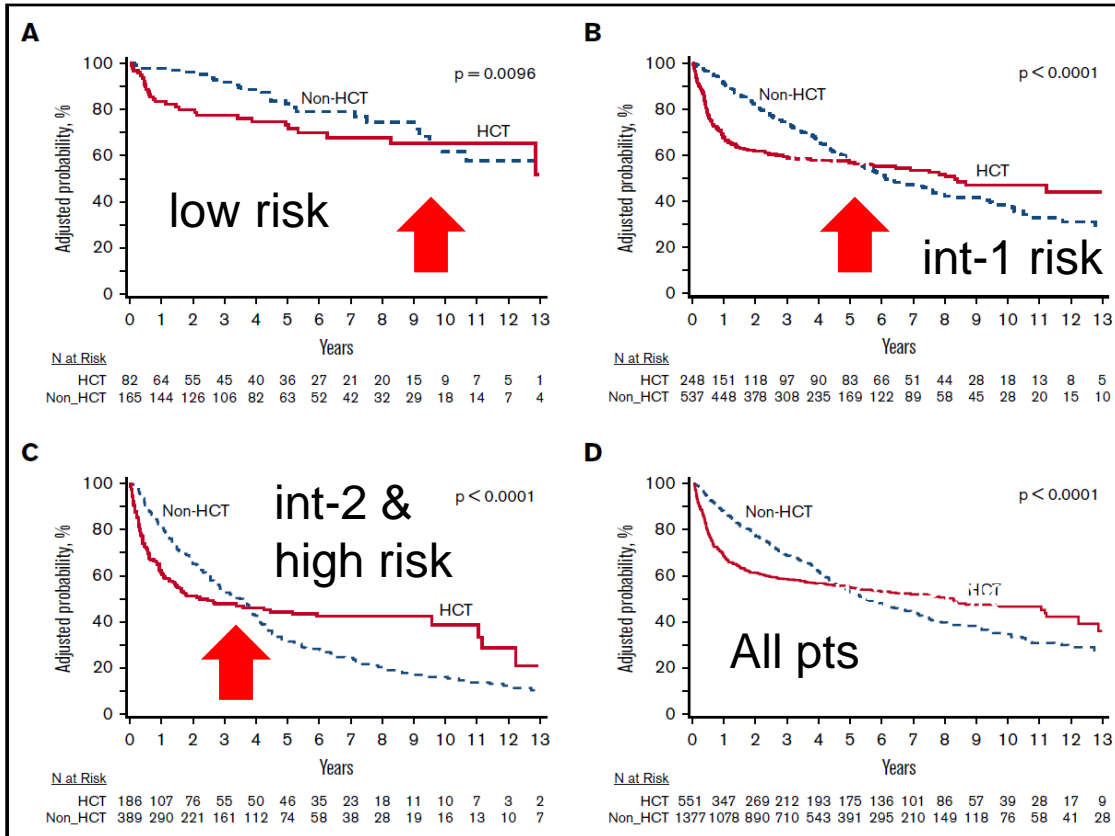 A
100
80
60
40
20
0
Adjusted probability, %
p = 0.0096
Non-HCT
HCT
low risk
0 1 2 3 4 5 6 7 8 9 10 11 12 13
Years
N at Risk
HCT 82 64 55 45 40 36 27 21 20 15 9 7 5 1
Non_HCT 165 144 126 106 82 63 52 42 32 29 18 14 7 4
B
100
80
60
40
20
0
Adjusted probability, %
p < 0.0001
Non-HCT
HCT
int-1 risk
0 1 2 3 4 5 6 7 8 9 10 11 12 13
Years
N at Risk
HCT 248 151 118 97 90 83 66 51 44 28 18 13 8 5
Non_HCT 537 448 378 308 235 169 122 89 58 45 28 20 15 10
C
100
80
60
40
20
0
Adjusted probability, %
p < 0.0001
Non-HCT
int-2 &
high risk
HCT
0 1 2 3 4 5 6 7 8 9 10 11 12 13
Years
N at Risk
HCT 186 107 76 55 50 46 35 23 18 11 10 7 3 2
Non_HCT 389 290 221 161 112 74 58 38 28 19 16 13 10 7
D
100
80
60
40
20
0
Adjusted probability, %
p < 0.0001
Non-HCT
HCT
All pts
0 1 2 3 4 5 6 7 8 9 10 11 12 13
Years
N at Risk
HCT 551 347 269 212 193 175 136 101 86 57 39 28 17 9
Non_HCT 1377 1078 890 710 543 391 295 210 149 118 76 58 41 28